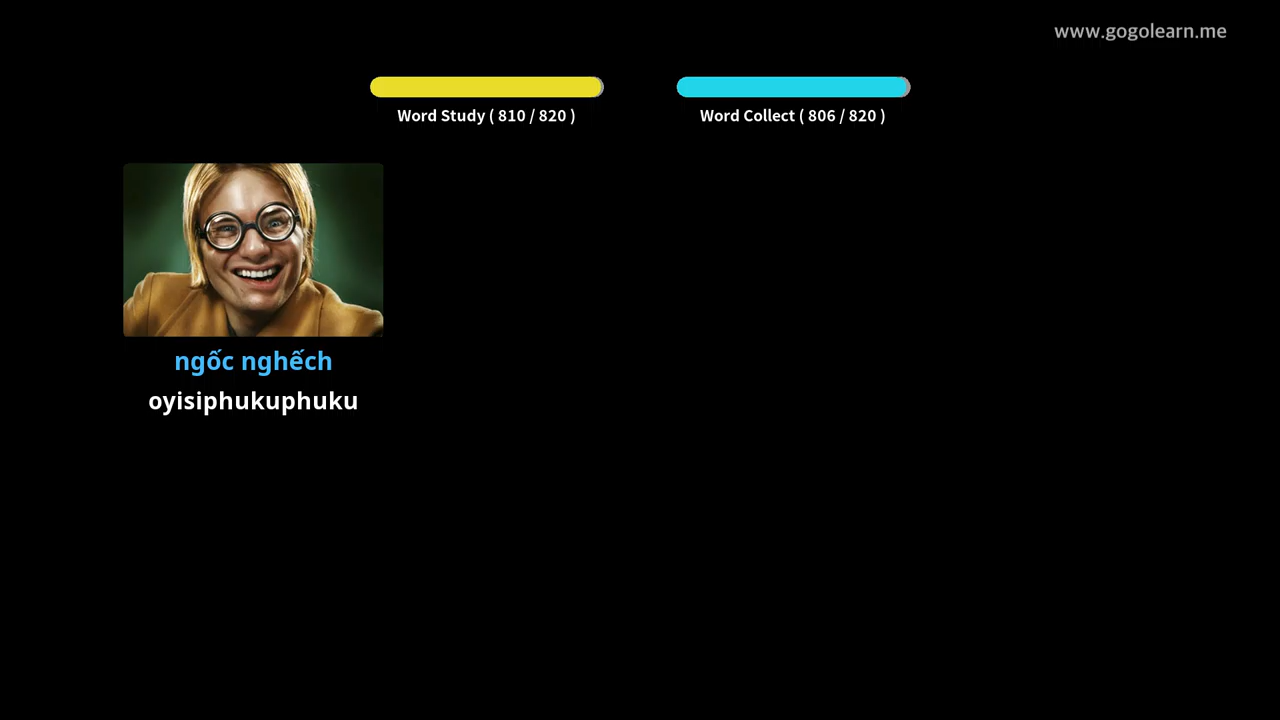 www.gogolearn.me
Word Study ( 810 / 820 )
Word Collect ( 806 / 820 )
ngốc nghếch
oyisiphukuphuku